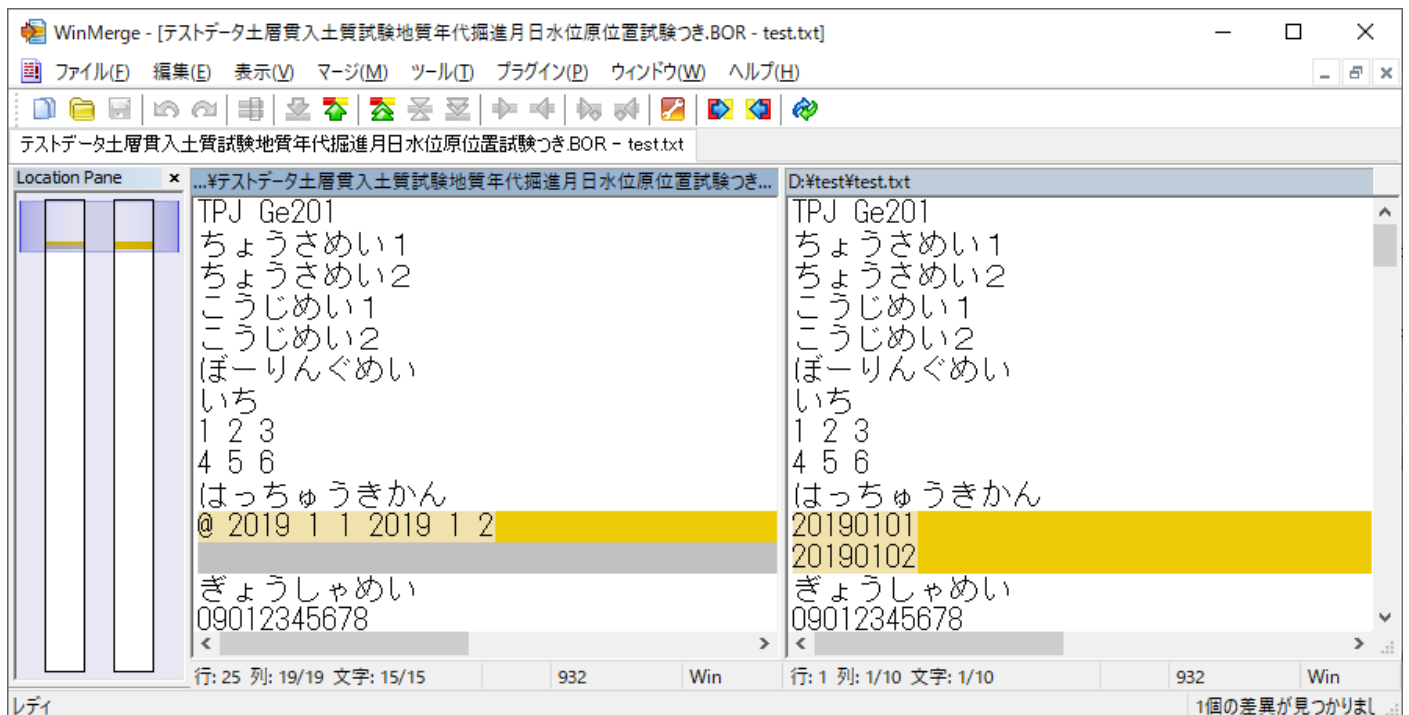 WinMerge - [テストデータ土層貫入土質試験地質年代掘進月日水位原位置試験つき.BOR - test.txt]
ファイル(F) 編集(E) 表示(V) マージ(M) ツール(T) プラグイン(P) ウィンドウ(W) ヘルプ(H)
テストデータ土層貫入土質試験地質年代掘進月日水位原位置試験つき.BOR - test.txt
Location Pane x
...¥テストデータ土層貫入土質試験地質年代掘進月日水位原位置試験つき...
TPJ Ge201
ちょうさめい1
ちょうさめい2
こうじめい1
こうじめい2
ぼーりんぐめい
いち
1 2 3
4 5 6
はっちゅうきかん
@ 2019 1 1 2019 1 2
ぎょうしゃめい
09012345678
行: 25 列: 19/19 文字: 15/15 932 Win
D:¥test¥test.txt
TPJ Ge201
ちょうさめい1
ちょうさめい2
こうじめい1
こうじめい2
ぼーりんぐめい
いち
1 2 3
4 5 6
はっちゅうきかん
20190101
20190102
ぎょうしゃめい
09012345678
行: 1 列: 1/10 文字: 1/10 932 Win
レディ 1個の差異が見つかりまし